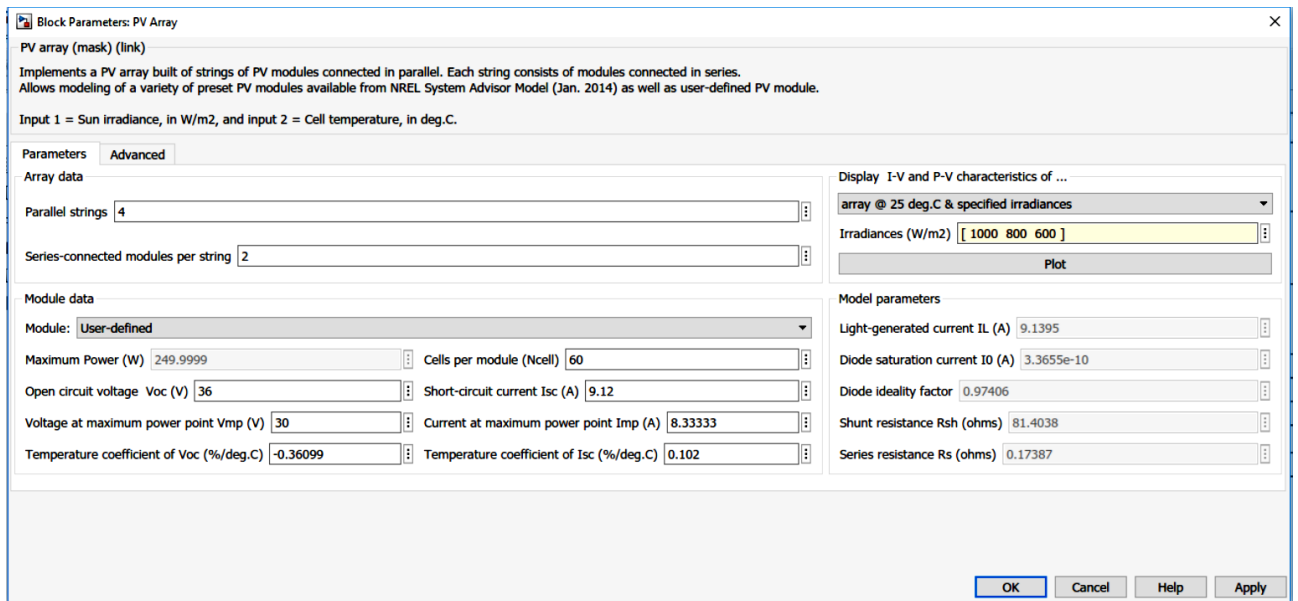 Block Parameters: PV Array
PV array (mask) (link)
Implements a PV array built of strings of PV modules connected in parallel. Each string consists of modules connected in series.
Allows modeling of a variety of preset PV modules available from NREL System Advisor Model (Jan. 2014) as well as user-defined PV module.
Input 1 = Sun irradiance, in W/m2, and input 2 = Cell temperature, in deg.C.
Parameters Advanced
Array data
Parallel strings 4
Series-connected modules per string 2
Display I-V and P-V characteristics of ...
array @ 25 deg.C & specified irradiances
Irradiances (W/m2) [ 1000 800 600 ]
Plot
Module data
Module: User-defined
Maximum Power (W) 249.9999 Cells per module (Ncell) 60
Open circuit voltage Voc (V) 36 Short-circuit current Isc (A) 9.12
Voltage at maximum power point Vmp (V) 30 Current at maximum power point Imp (A) 8.33333
Temperature coefficient of Voc (%/deg.C) -0.36099 Temperature coefficient of Isc (%/deg.C) 0.102
Model parameters
Light-generated current IL (A) 9.1395
Diode saturation current I0 (A) 3.3655e-10
Diode ideality factor 0.97406
Shunt resistance Rsh (ohms) 81.4038
Series resistance Rs (ohms) 0.17387
OK Cancel Help Apply